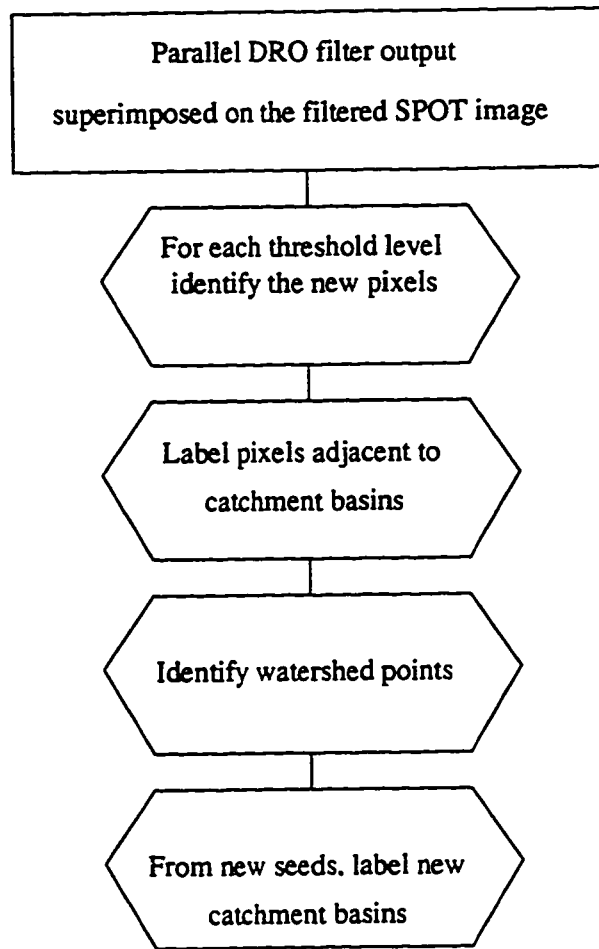 Parallel DRO filter output
superimposed on the filtered SPOT image
For each threshold level
identify the new pixels
Label pixels adjacent to
catchment basins
Identify watershed points
From new seeds. label new
catchment basins